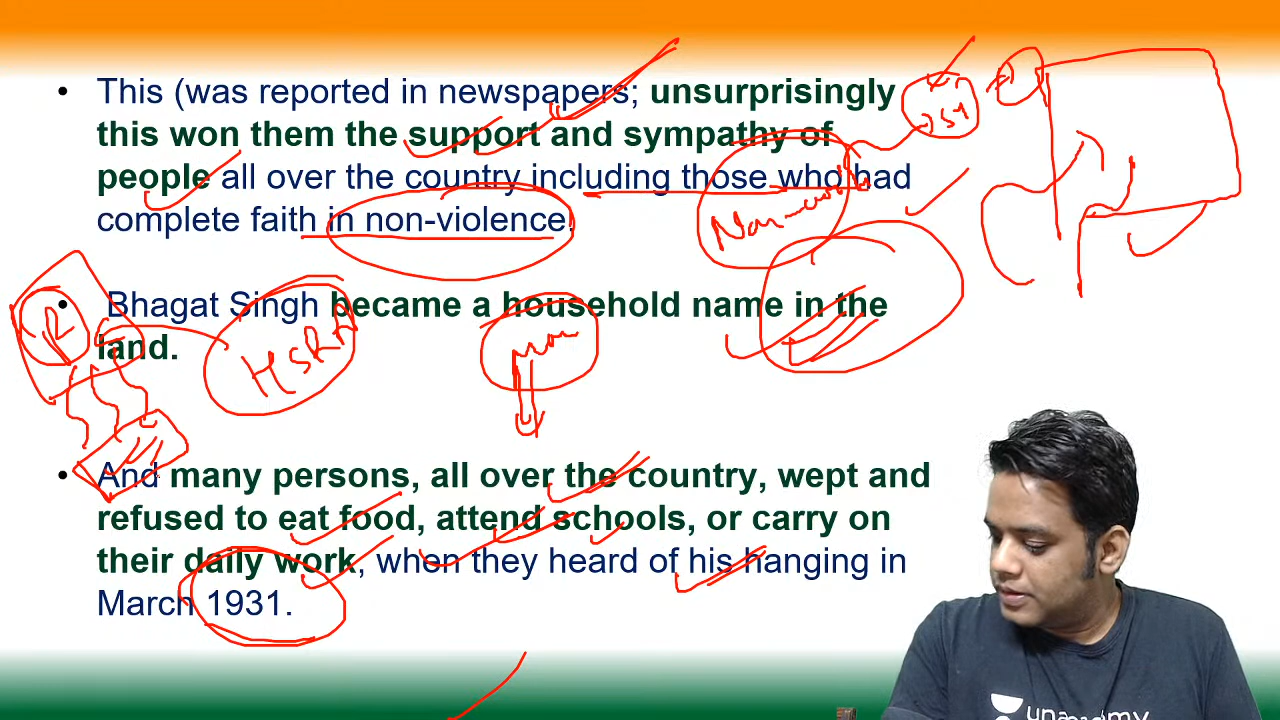 • This (was reported in newspapers; unsurprisingly
this won them the support and sympathy of
people all over the country including those who had
complete faith in non-violence.
• Bhagat Singh became a household name in the
land.
R
HSRA
• And many persons, all over the country, wept and
refused to eat food, attend schools, or carry on
their daily work, when they heard of his hanging in
March 1931.